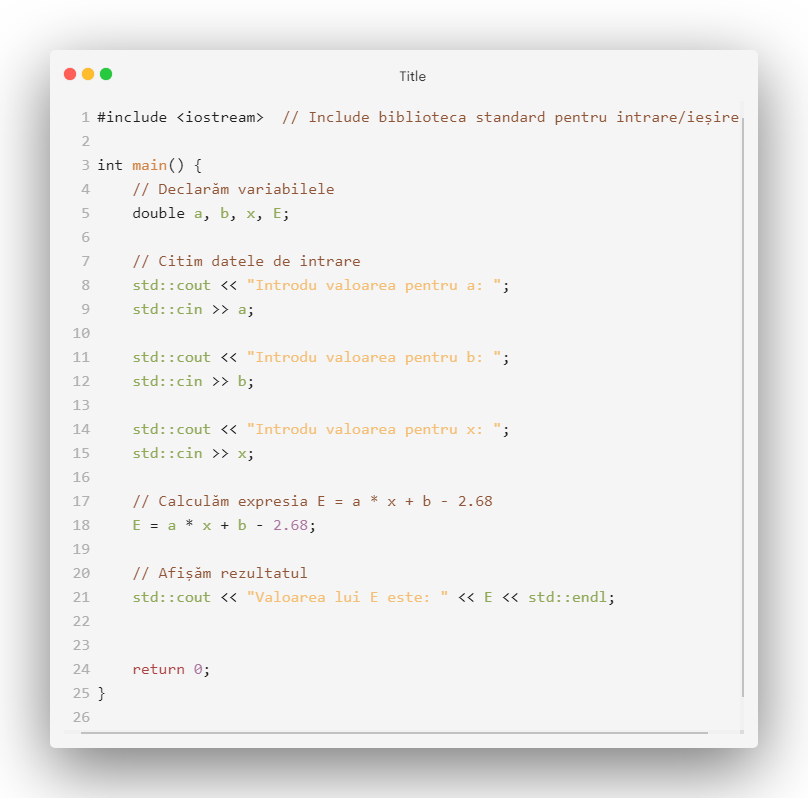 Title
1 #include <iostream>  // Include biblioteca standard pentru intrare/ieșire
2
3 int main() {
4     // Declarăm variabilele
5     double a, b, x, E;
6
7     // Citim datele de intrare
8     std::cout << "Introdu valoarea pentru a: ";
9     std::cin >> a;
10
11     std::cout << "Introdu valoarea pentru b: ";
12     std::cin >> b;
13
14     std::cout << "Introdu valoarea pentru x: ";
15     std::cin >> x;
16
17     // Calculăm expresia E = a * x + b - 2.68
18     E = a * x + b - 2.68;
19
20     // Afișăm rezultatul
21     std::cout << "Valoarea lui E este: " << E << std::endl;
22
23
24     return 0;
25 }
26